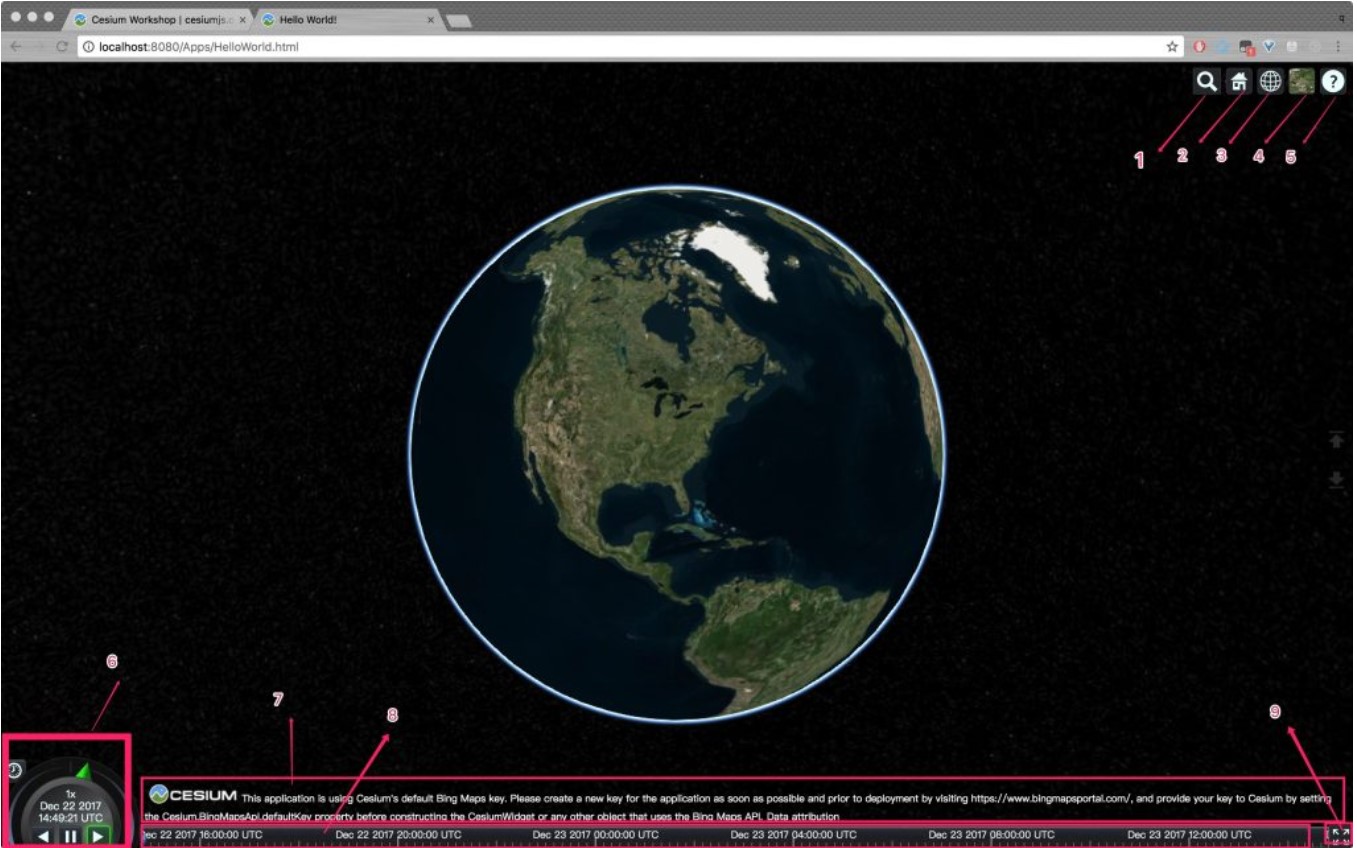 Cesium Workshop | cesiumjs.o
Hello World!
localhost:8080/Apps/HelloWorld.html
?
1
2
3
4
5
6
7
8
9
1x
Dec 22 2017
14:49:21 UTC
CESIUM This application is using Cesium's default Bing Maps key. Please create a new key for the application as soon as possible and prior to deployment by visiting https://www.bingmapsportal.com/, and provide your key to Cesium by setting
the Cesium.BingMapsApi.defaultKey property before constructing the CesiumWidget or any other object that uses the Bing Maps API. Data attribution
ec 22 2017 16:00:00 UTC Dec 22 2017 20:00:00 UTC Dec 23 2017 00:00:00 UTC Dec 23 2017 04:00:00 UTC Dec 23 2017 08:00:00 UTC Dec 23 2017 12:00:00 UTC